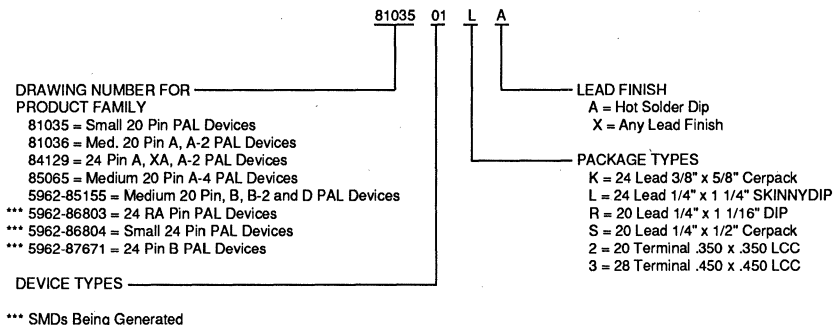 81035 01 L A
DRAWING NUMBER FOR
PRODUCT FAMILY
81035 = Small 20 Pin PAL Devices
81036 = Med. 20 Pin A, A-2 PAL Devices
84129 = 24 Pin A, XA, A-2 PAL Devices
85065 = Medium 20 Pin A-4 PAL Devices
5962-85155 = Medium 20 Pin, B, B-2 and D PAL Devices
*** 5962-86803 = 24 RA Pin PAL Devices
*** 5962-86804 = Small 24 Pin PAL Devices
*** 5962-87671 = 24 Pin B PAL Devices
DEVICE TYPES
*** SMDs Being Generated
LEAD FINISH
A = Hot Solder Dip
X = Any Lead Finish
PACKAGE TYPES
K = 24 Lead 3/8" x 5/8" Cerpack
L = 24 Lead 1/4" x 1 1/4" SKINNYDIP
R = 20 Lead 1/4" x 1 1/16" DIP
S = 20 Lead 1/4" x 1/2" Cerpack
2 = 20 Terminal .350 x .350 LCC
3 = 28 Terminal .450 x .450 LCC